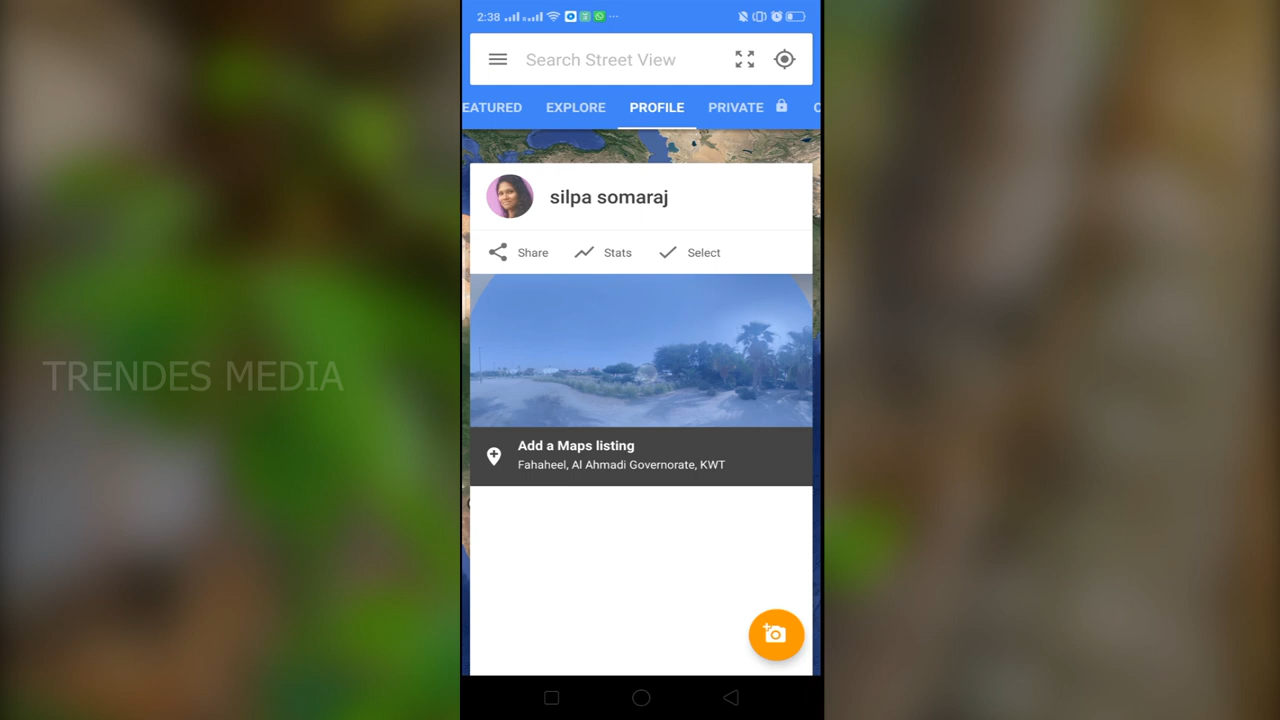 2:38
Search Street View
EATURED EXPLORE PROFILE PRIVATE
silpa somaraj
Share Stats Select
TRENDES MEDIA
Add a Maps listing
Fahaheel, Al Ahmadi Governorate, KWT